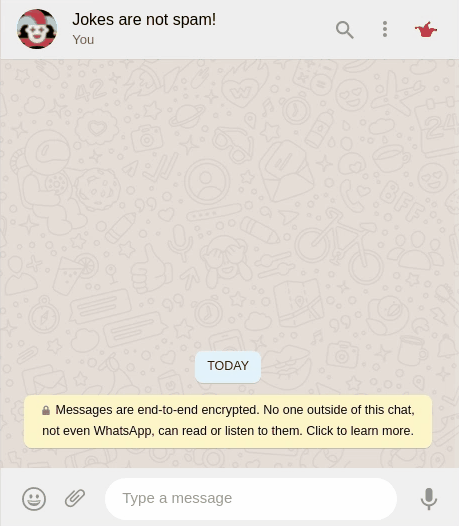 Jokes are not spam!
You
TODAY
Messages are end-to-end encrypted. No one outside of this chat,
not even WhatsApp, can read or listen to them. Click to learn more.
Type a message